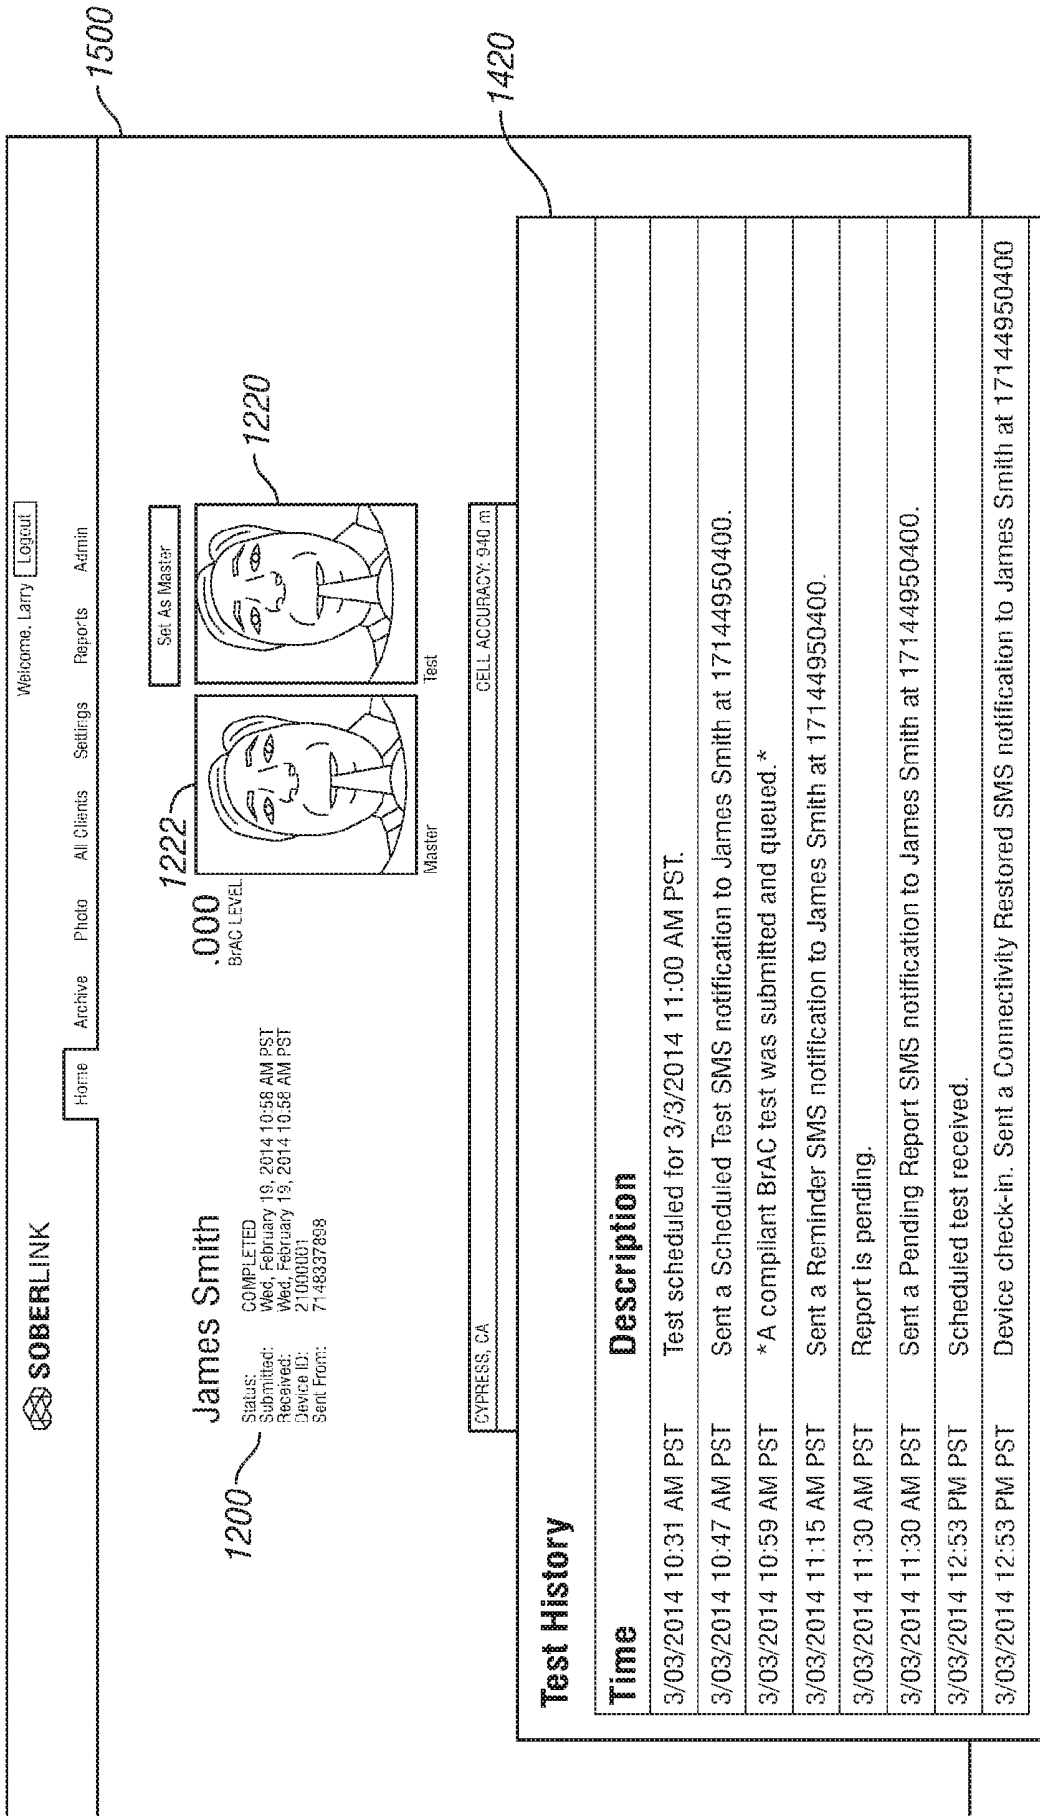 1500
SOBERLINK
Welcome, Larry Logout
Home Archive Photo All Clients Settings Reports Admin
1200
James Smith
Status: COMPLETED
Submitted: Wed, February 19, 2014 10:58 AM PST
Received: Wed, February 19, 2014 10:58 AM PST
Device ID: 21000001
Sent From: 7148337898
.000
BrAC LEVEL
1222
Set As Master
1220
Master
Test
CYPRESS, CA CELL ACCURACY: 940 m
1420
Test History
Time Description
3/03/2014 10:31 AM PST Test scheduled for 3/3/2014 11:00 AM PST.
3/03/2014 10:47 AM PST Sent a Scheduled Test SMS notification to James Smith at 17144950400.
3/03/2014 10:59 AM PST *A compliant BrAC test was submitted and queued.*
3/03/2014 11:15 AM PST Sent a Reminder SMS notification to James Smith at 17144950400.
3/03/2014 11:30 AM PST Report is pending.
3/03/2014 11:30 AM PST Sent a Pending Report SMS notification to James Smith at 17144950400.
3/03/2014 12:53 PM PST Scheduled test received.
3/03/2014 12:53 PM PST Device check-in. Sent a Connectivity Restored SMS notification to James Smith at 17144950400